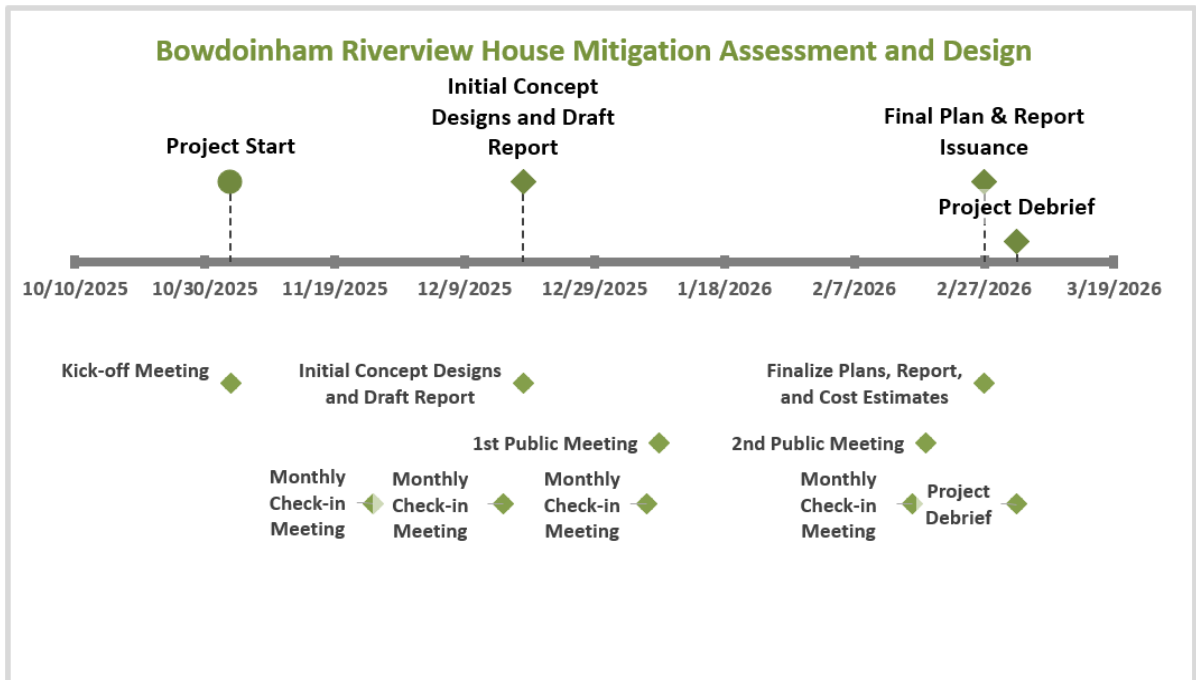 Bowdoinham Riverview House Mitigation Assessment and Design
Initial Concept
Designs and Draft
Report
Project Start
Final Plan & Report
Issuance
Project Debrief
10/10/2025
10/30/2025
11/19/2025
12/9/2025
12/29/2025
1/18/2026
2/7/2026
2/27/2026
3/19/2026
Kick-off Meeting
Initial Concept Designs
and Draft Report
Finalize Plans, Report,
and Cost Estimates
1st Public Meeting
2nd Public Meeting
Monthly
Check-in
Meeting
Monthly
Check-in
Meeting
Monthly
Check-in
Meeting
Monthly
Check-in
Meeting
Project
Debrief